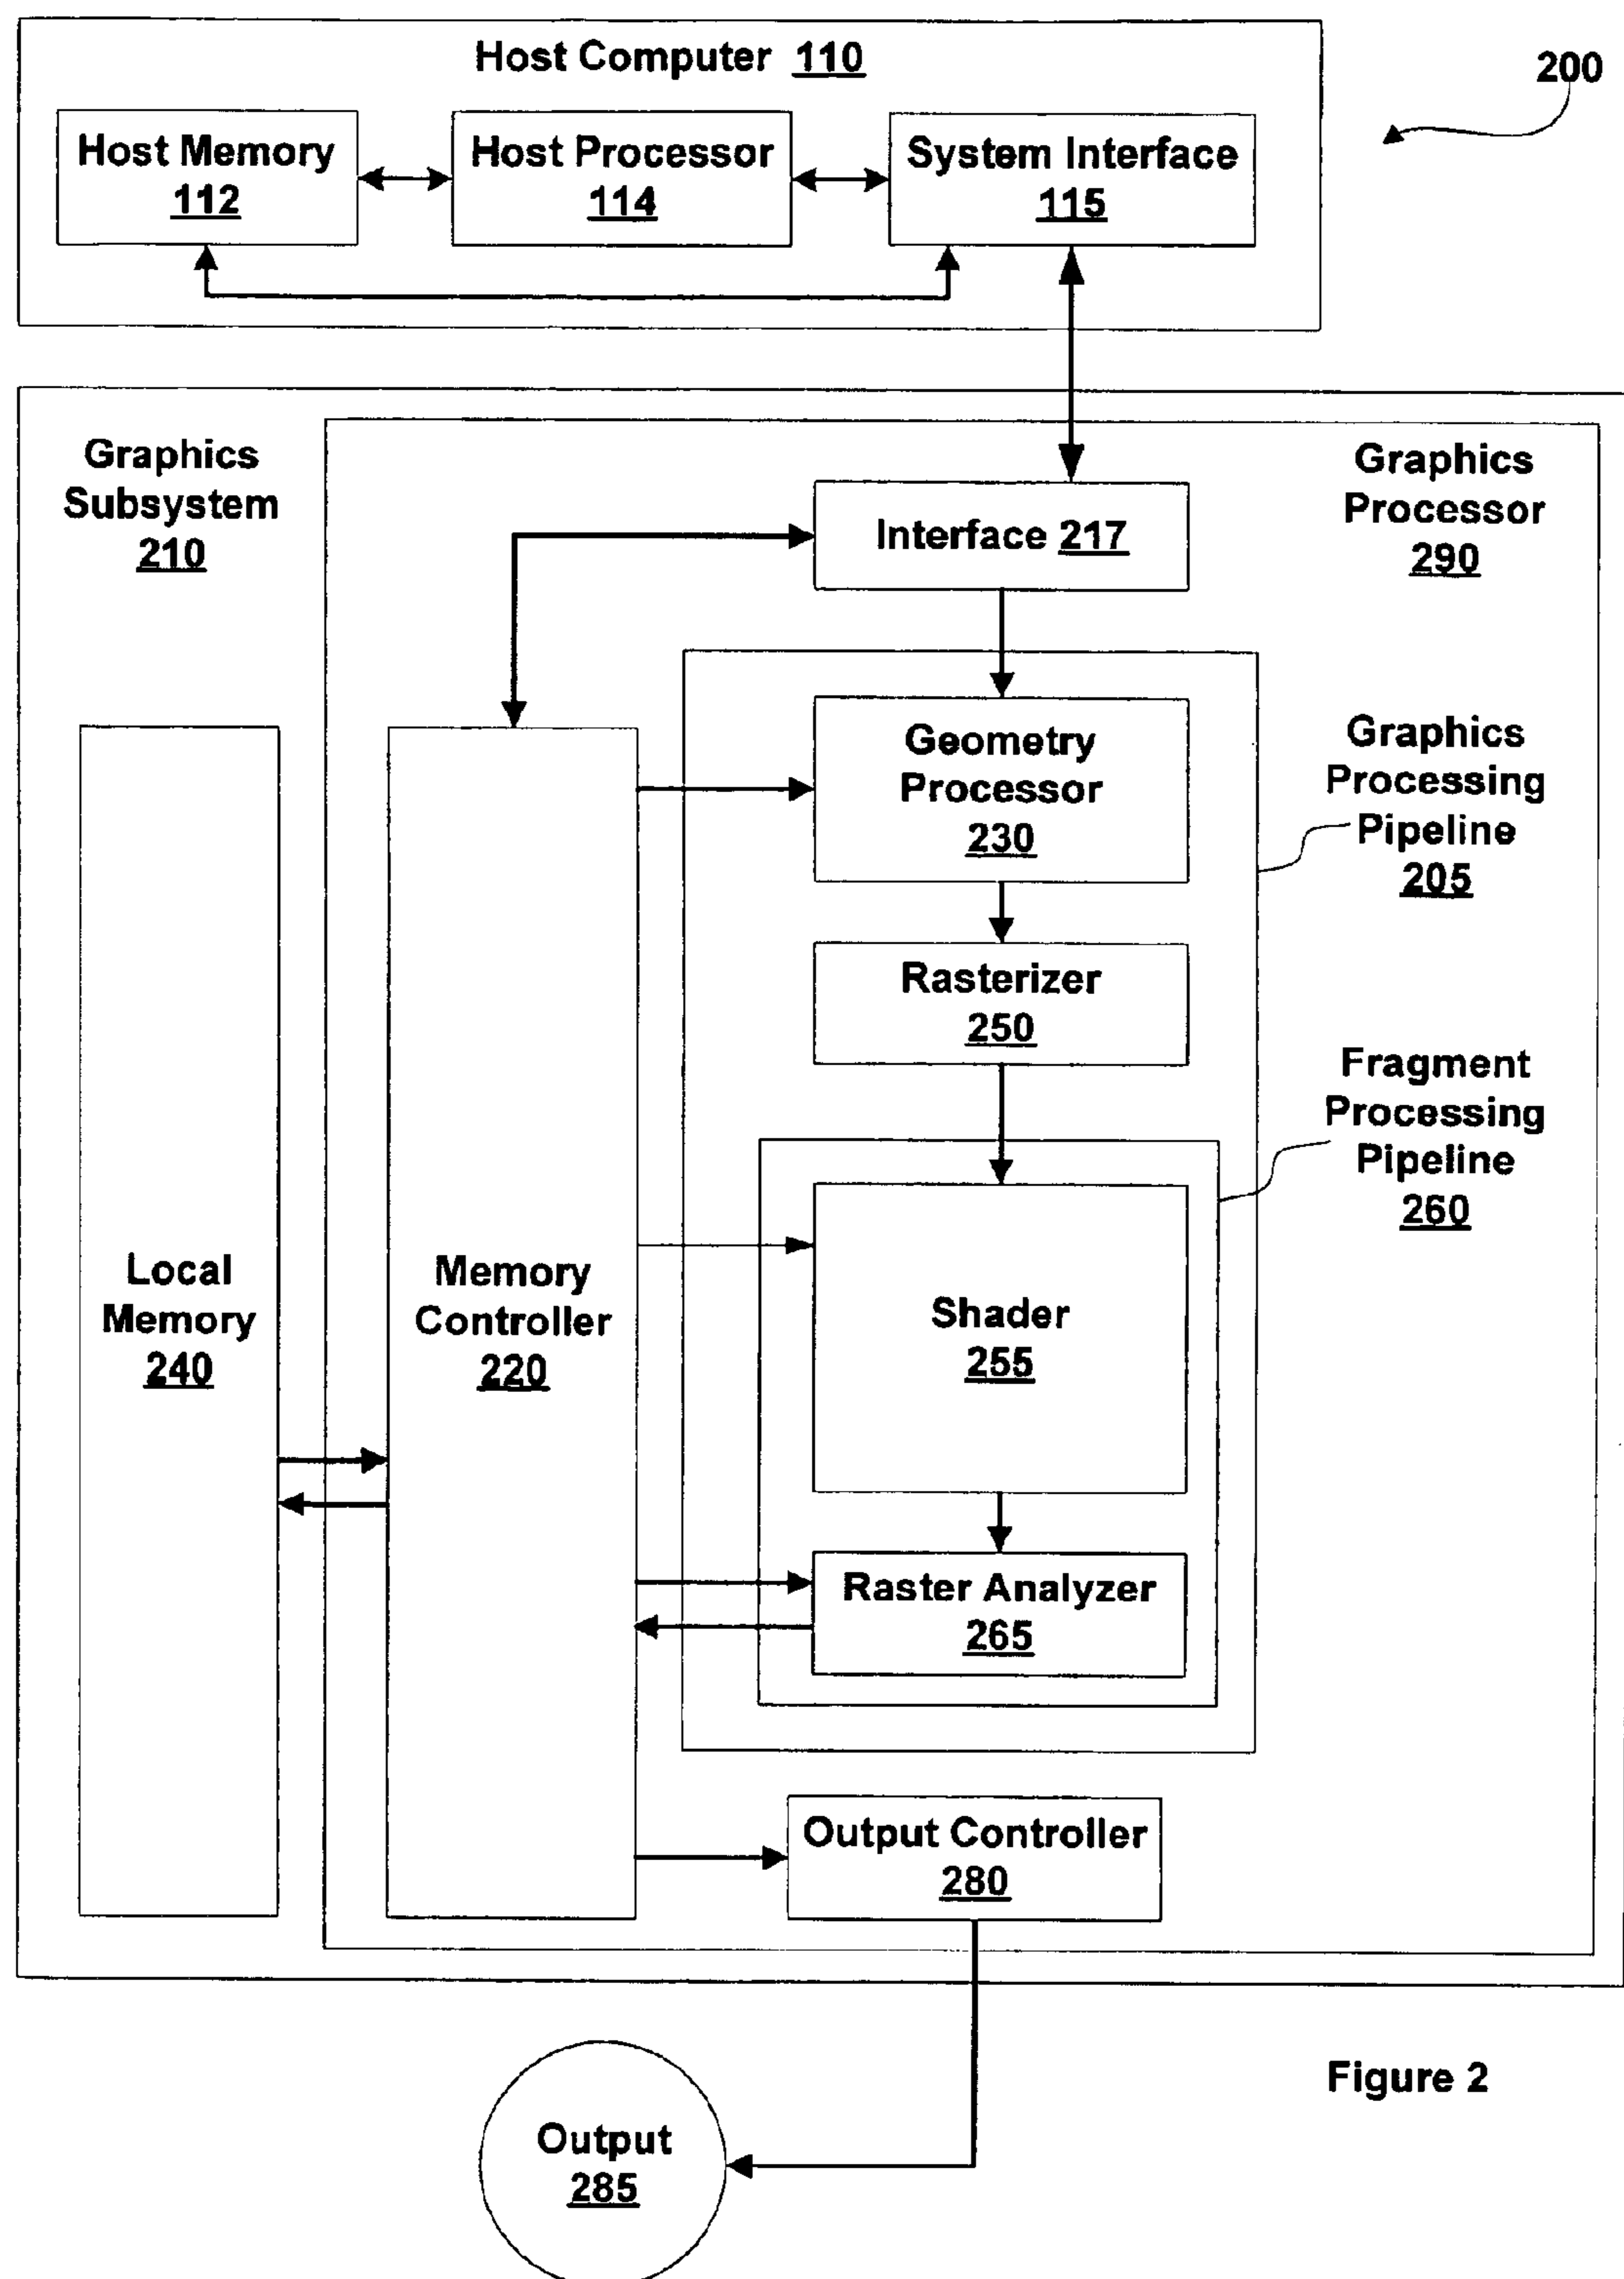 Host Computer 110
200
Host Memory
112
Host Processor
114
System Interface
115
Graphics
Subsystem
210
Interface 217
Graphics
Processor
290
Geometry
Processor
230
Graphics
Processing
Pipeline
205
Rasterizer
250
Fragment
Processing
Pipeline
260
Local
Memory
240
Memory
Controller
220
Shader
255
Raster Analyzer
265
Output Controller
280
Output
285
Figure 2